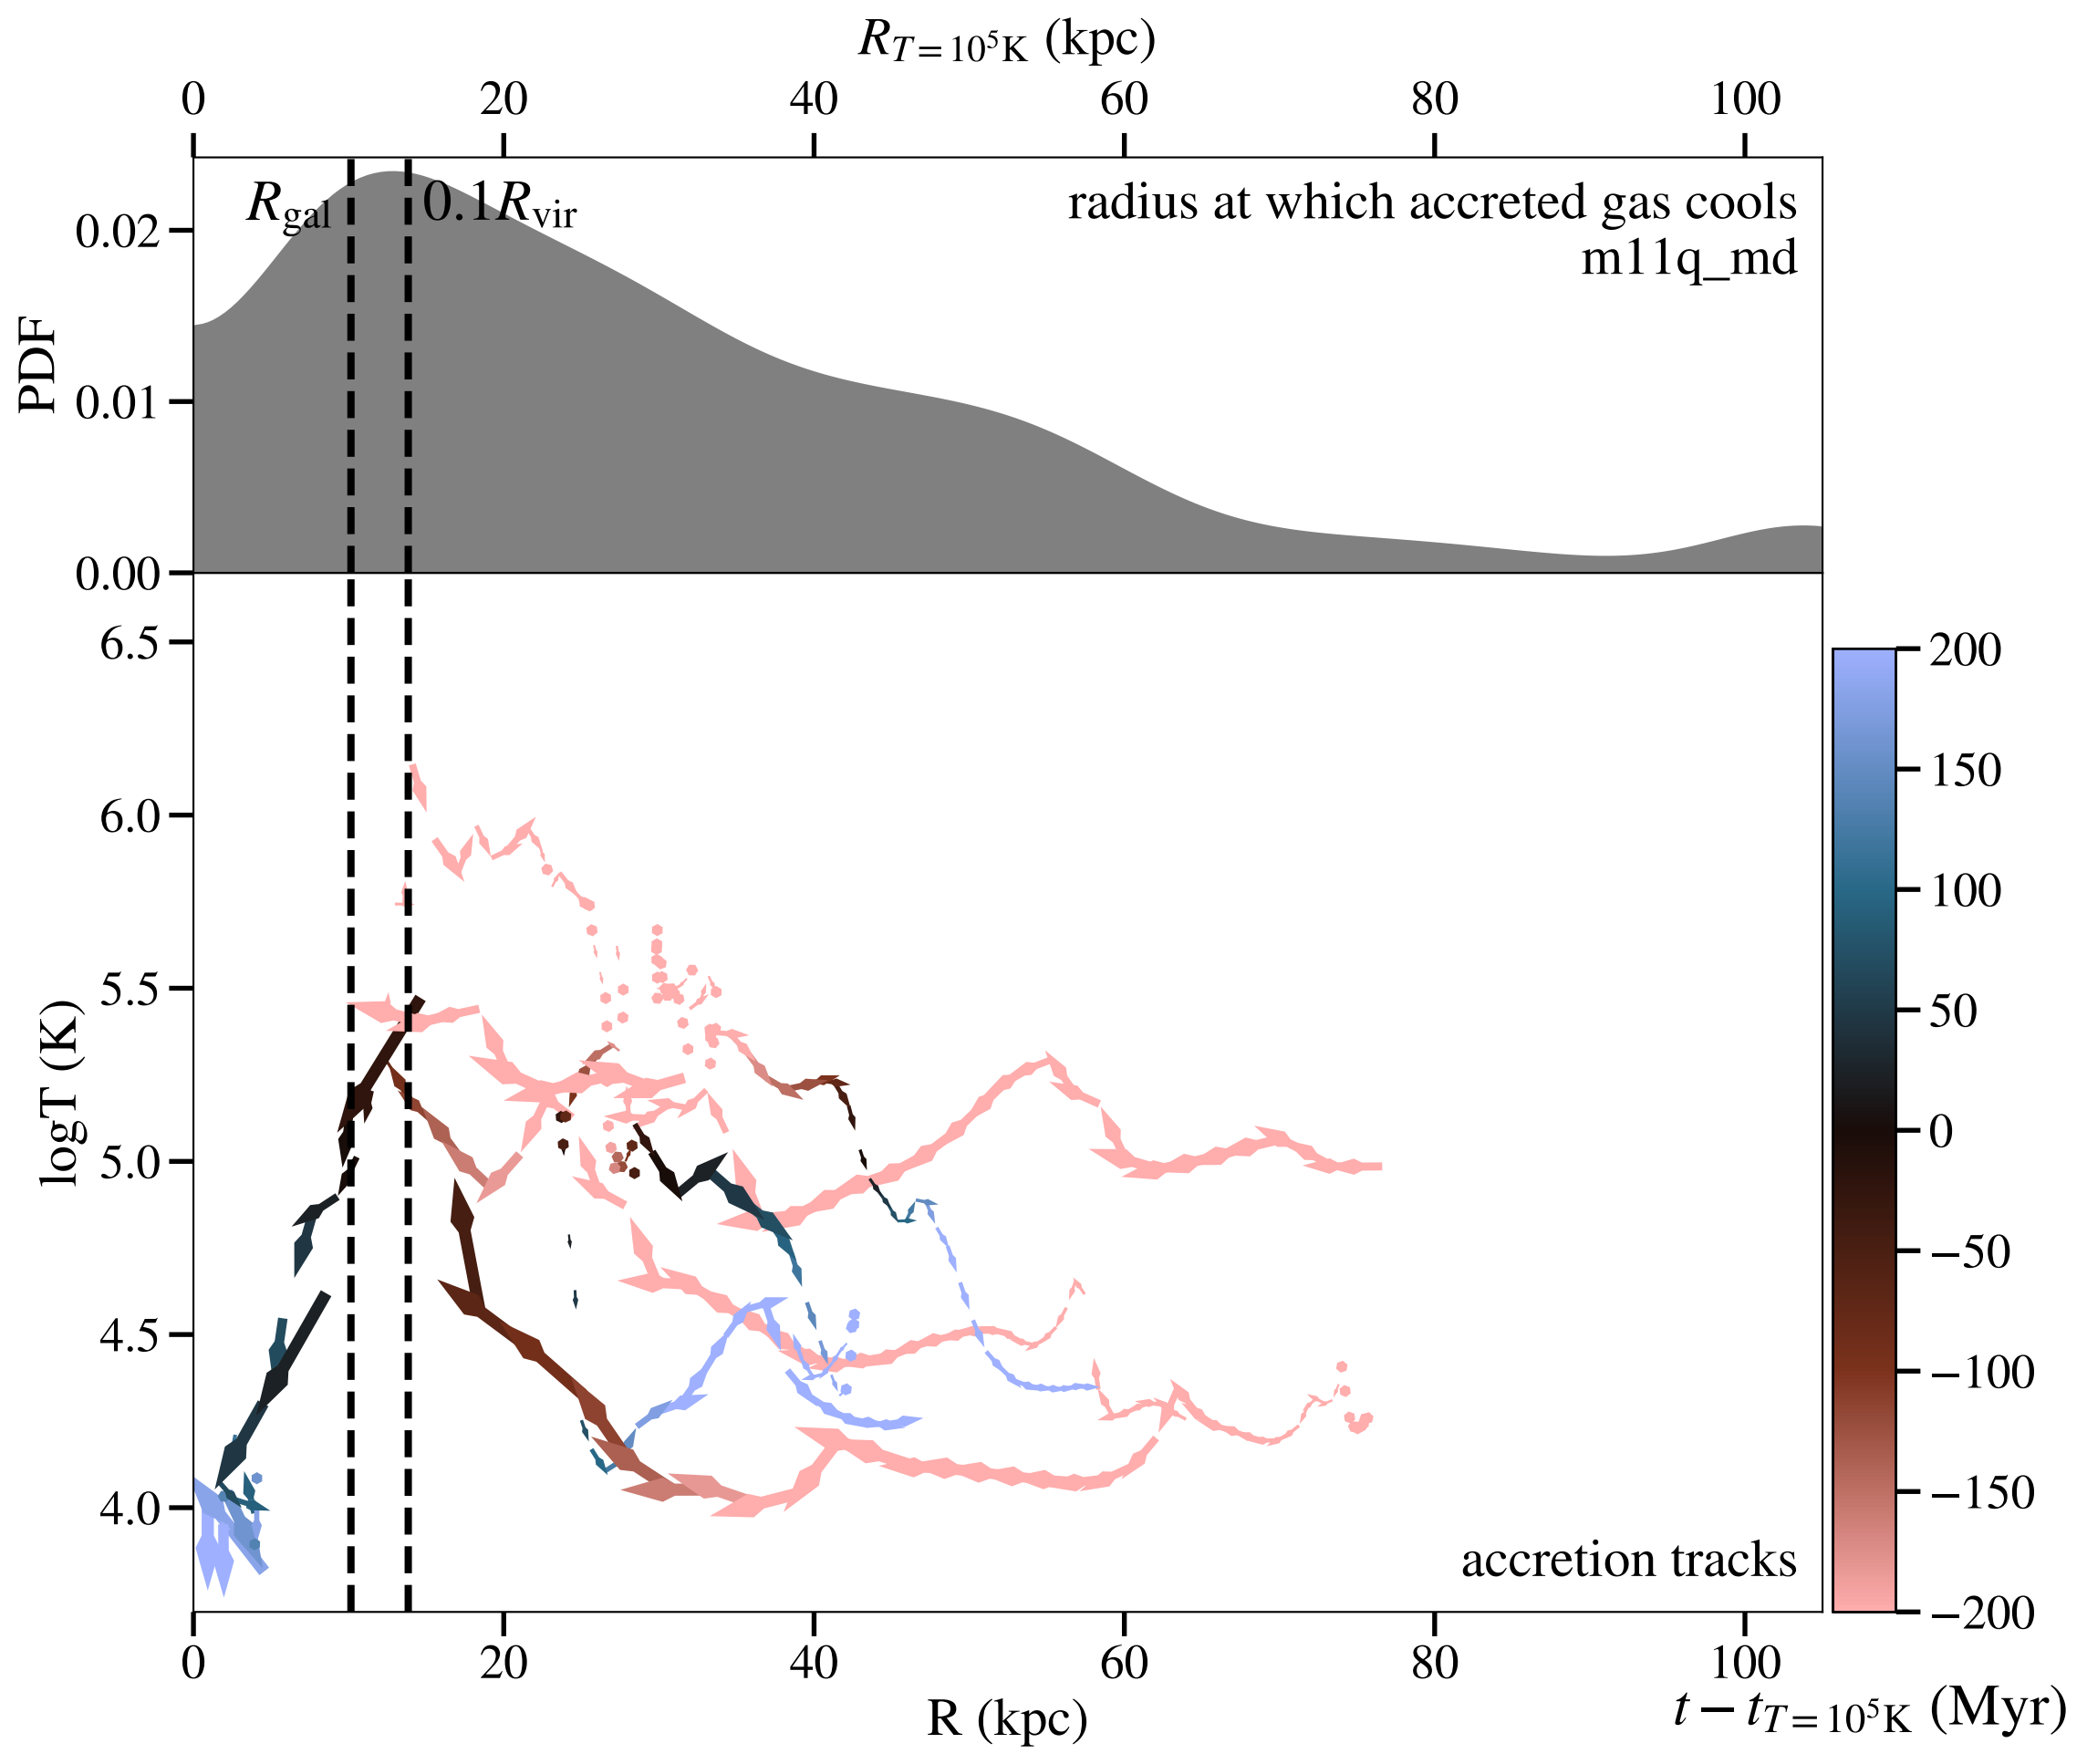 R_{T=10^5K} (kpc)
0 20 40 60 80 100
R_gal 0.1R_vir radius at which accreted gas cools
m11q_md
PDF
0.02
0.01
0.00
logT (K)
6.5
6.0
5.5
5.0
4.5
4.0
accretion tracks
0 20 40 60 80 100
R (kpc)
200
150
100
50
0
−50
−100
−150
−200
t − t_{T=10^5K} (Myr)